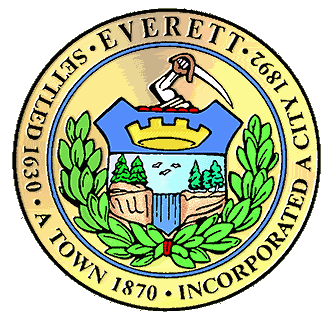 · EVERETT ·
SETTLED 1630 · A TOWN 1870 · INCORPORATED A CITY 1892